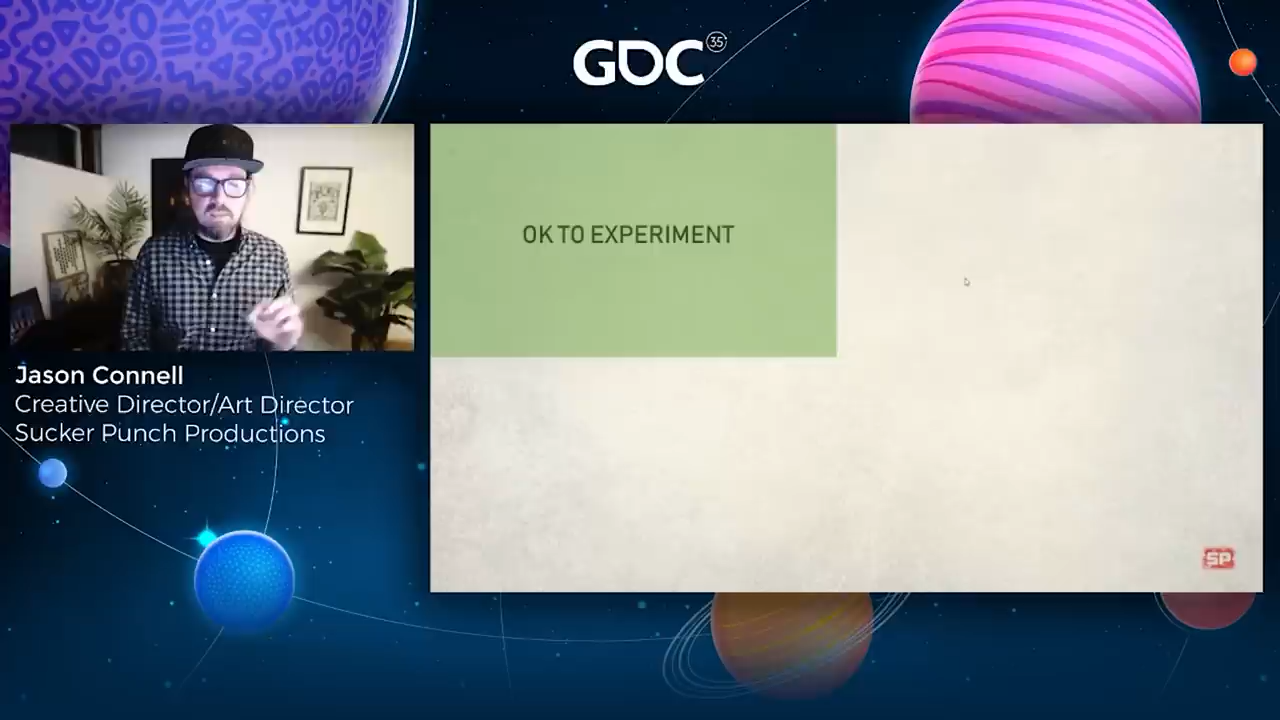 GDC 35
OK TO EXPERIMENT
Jason Connell
Creative Director/Art Director
Sucker Punch Productions
SP